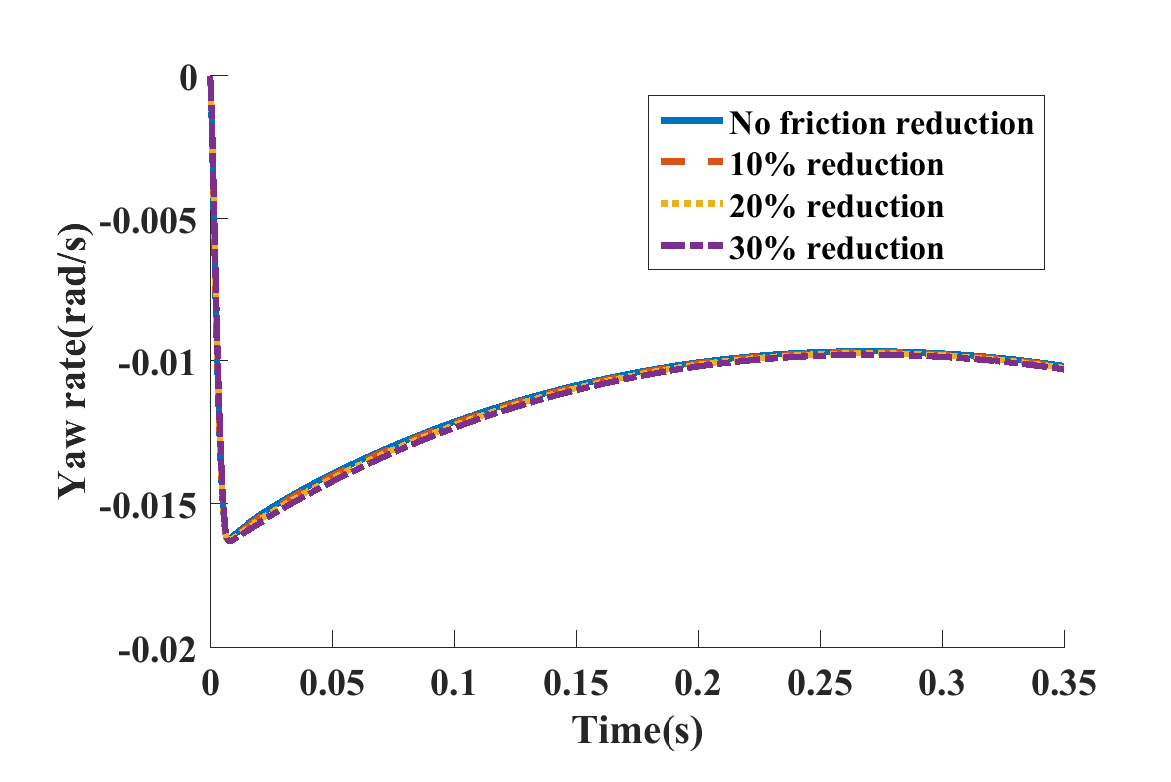 0
-0.005
-0.01
-0.015
-0.02
Yaw rate(rad/s)
No friction reduction
10% reduction
20% reduction
30% reduction
0 0.05 0.1 0.15 0.2 0.25 0.3 0.35
Time(s)